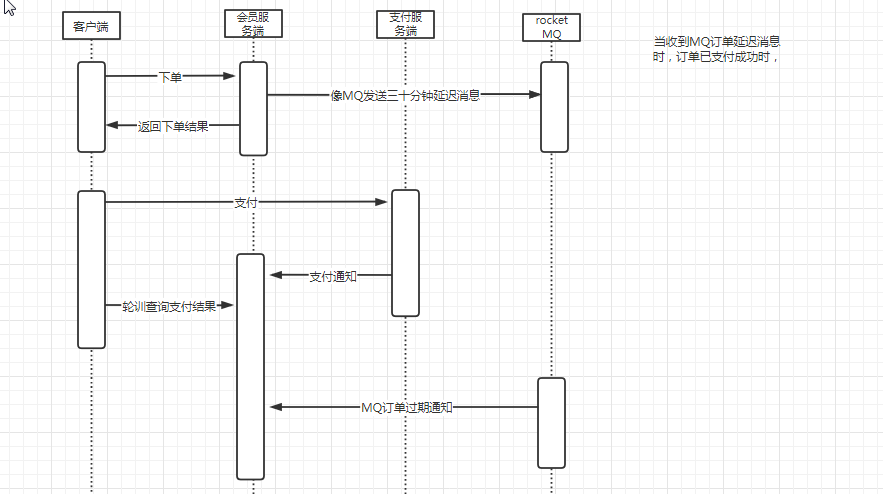 客户端
会员服
务端
支付服
务端
rocket
MQ
当收到MQ订单延迟消息
时，订单已支付成功时，
下单
像MQ发送三十分钟延迟消息
返回下单结果
支付
支付通知
轮训查询支付结果
MQ订单过期通知